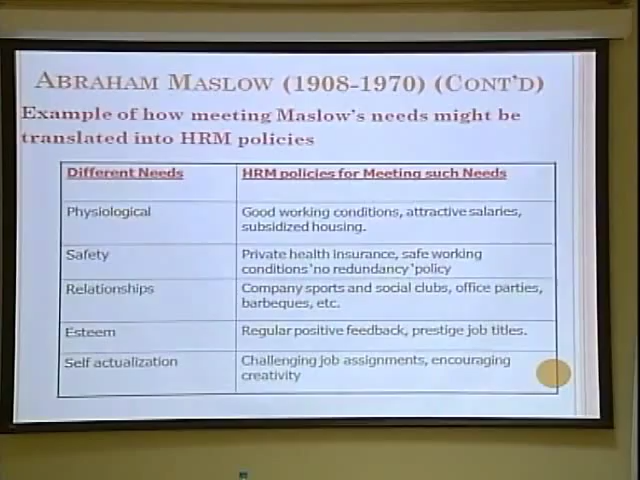 ABRAHAM MASLOW (1908-1970) (CONT'D)
Example of how meeting Maslow's needs might be
translated into HRM policies
Different Needs
HRM policies for Meeting such Needs
Physiological
Good working conditions, attractive salaries,
subsidized housing.
Safety
Private health insurance, safe working
conditions 'no redundancy' policy
Relationships
Company sports and social clubs, office parties,
barbeques, etc.
Esteem
Regular positive feedback, prestige job titles.
Self actualization
Challenging job assignments, encouraging
creativity